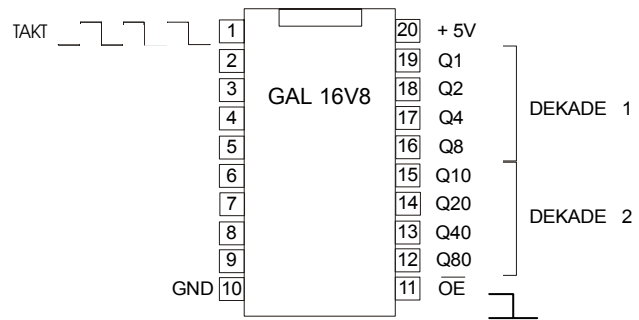 TAKT 1 20 + 5V
2 19 Q1
3 GAL 16V8 18 Q2
4 17 Q4 DEKADE 1
5 16 Q8
6 15 Q10
7 14 Q20
8 13 Q40 DEKADE 2
9 12 Q80
GND 10 11 OE